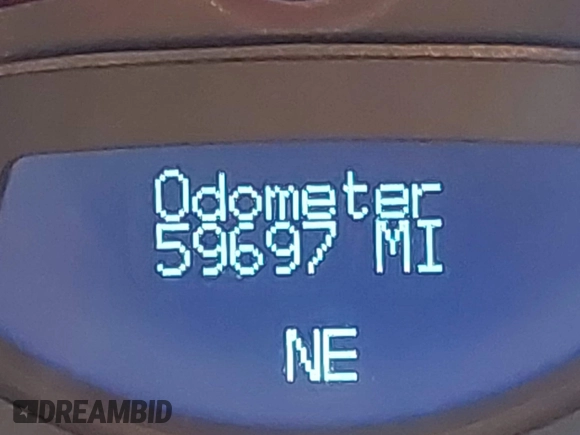 Odometer
59697 MI
NE
DREAMBID